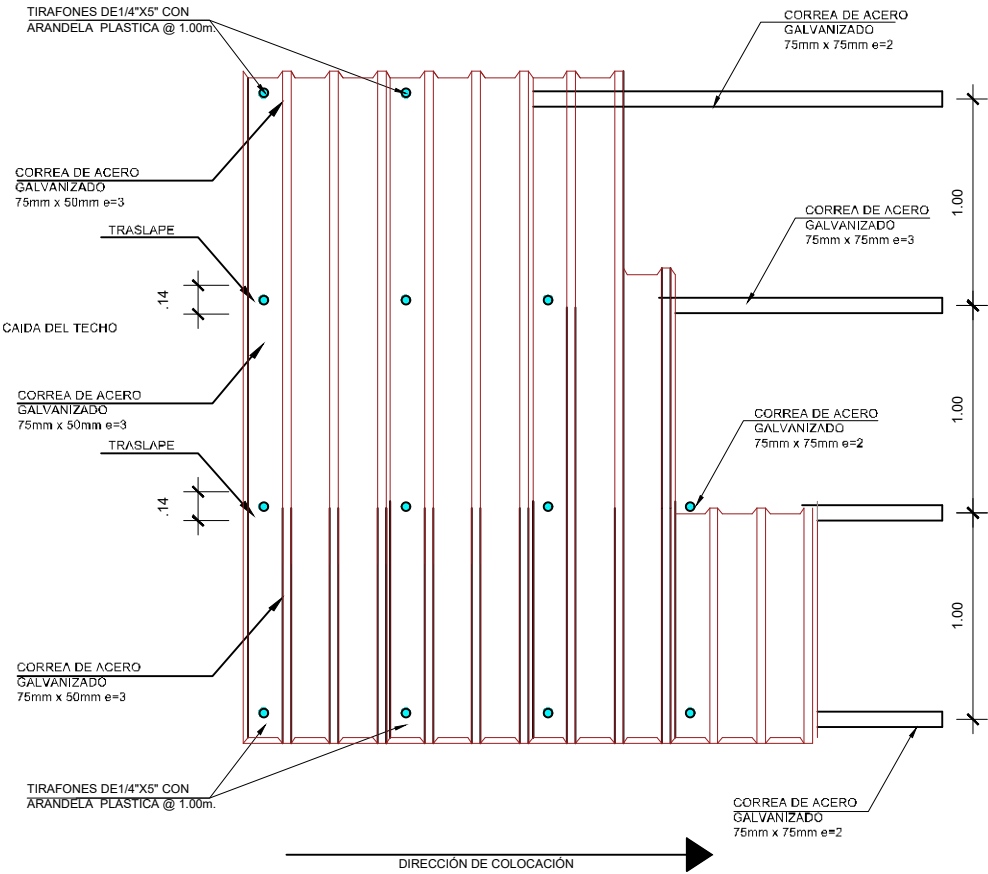 TIRAFONES DE1/4"X5" CON
ARANDELA PLASTICA @ 1.00m.
CORREA DE ACERO
GALVANIZADO
75mm x 75mm e=2
CORREA DE ACERO
GALVANIZADO
75mm x 50mm e=3
1.00
CORREA DE ACERO
GALVANIZADO
75mm x 75mm e=3
TRASLAPE
.14
CAIDA DEL TECHO
CORREA DE ACERO
GALVANIZADO
75mm x 50mm e=3
1.00
CORREA DE ACERO
GALVANIZADO
75mm x 75mm e=2
TRASLAPE
.14
1.00
CORREA DE ACERO
GALVANIZADO
75mm x 50mm e=3
TIRAFONES DE1/4"X5" CON
ARANDELA PLASTICA @ 1.00m.
CORREA DE ACERO
GALVANIZADO
75mm x 75mm e=2
DIRECCIÓN DE COLOCACIÓN